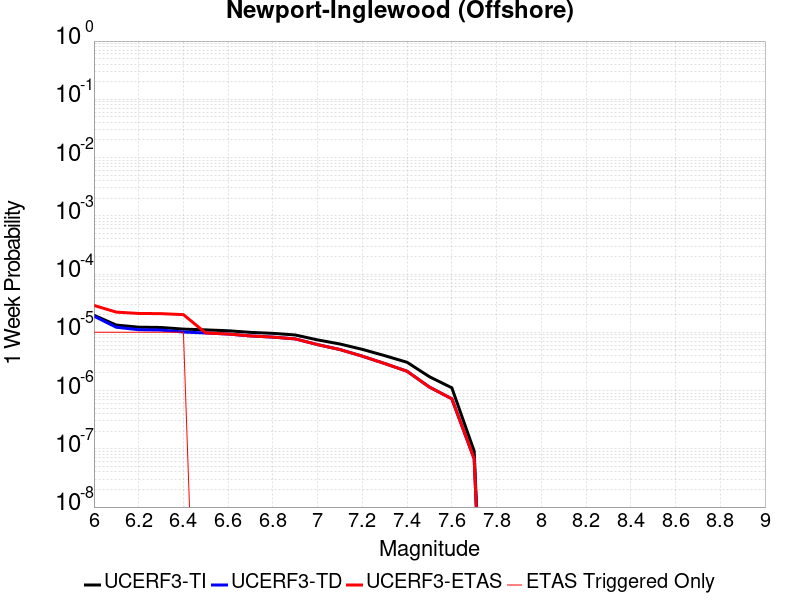 Newport-Inglewood (Offshore)
10^0
10^-1
10^-2
10^-3
10^-4
10^-5
10^-6
10^-7
10^-8
1 Week Probability
6 6.2 6.4 6.6 6.8 7 7.2 7.4 7.6 7.8 8 8.2 8.4 8.6 8.8 9
Magnitude
UCERF3-TI UCERF3-TD UCERF3-ETAS ETAS Triggered Only